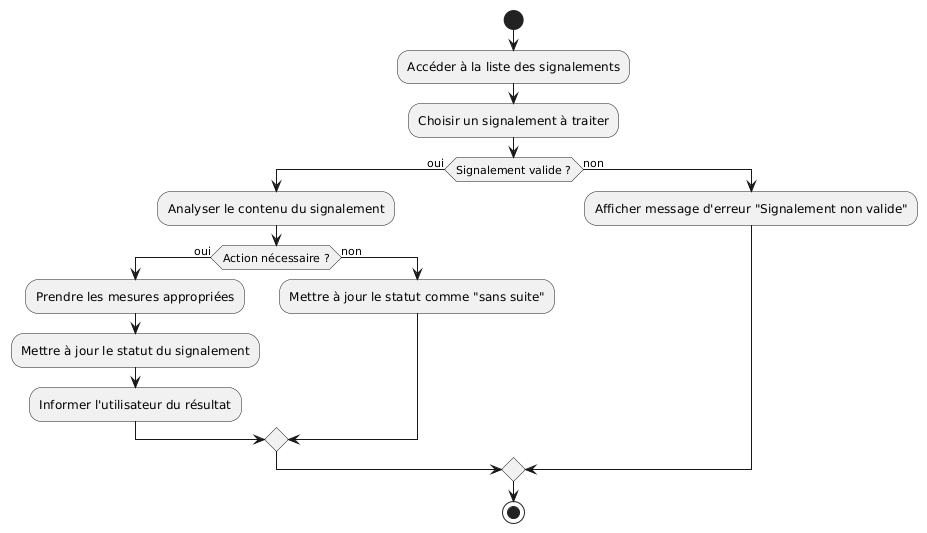 Accéder à la liste des signalements
Choisir un signalement à traiter
oui
Signalement valide ?
non
Analyser le contenu du signalement
Afficher message d'erreur "Signalement non valide"
oui
Action nécessaire ?
non
Prendre les mesures appropriées
Mettre à jour le statut comme "sans suite"
Mettre à jour le statut du signalement
Informer l'utilisateur du résultat